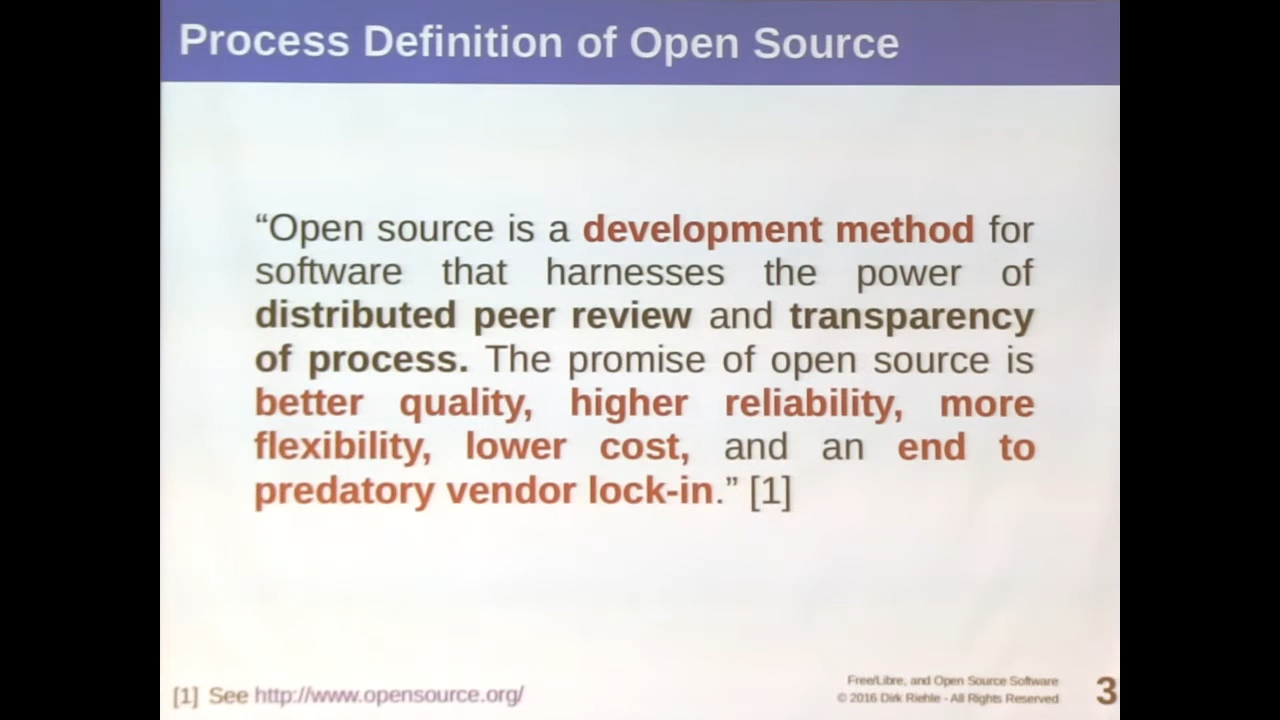 Process Definition of Open Source
“Open source is a development method for
software that harnesses the power of
distributed peer review and transparency
of process. The promise of open source is
better quality, higher reliability, more
flexibility, lower cost, and an end to
predatory vendor lock-in.” [1]
[1] See http://www.opensource.org/
Free/Libre, and Open Source Software
© 2016 Dirk Riehle - All Rights Reserved
3